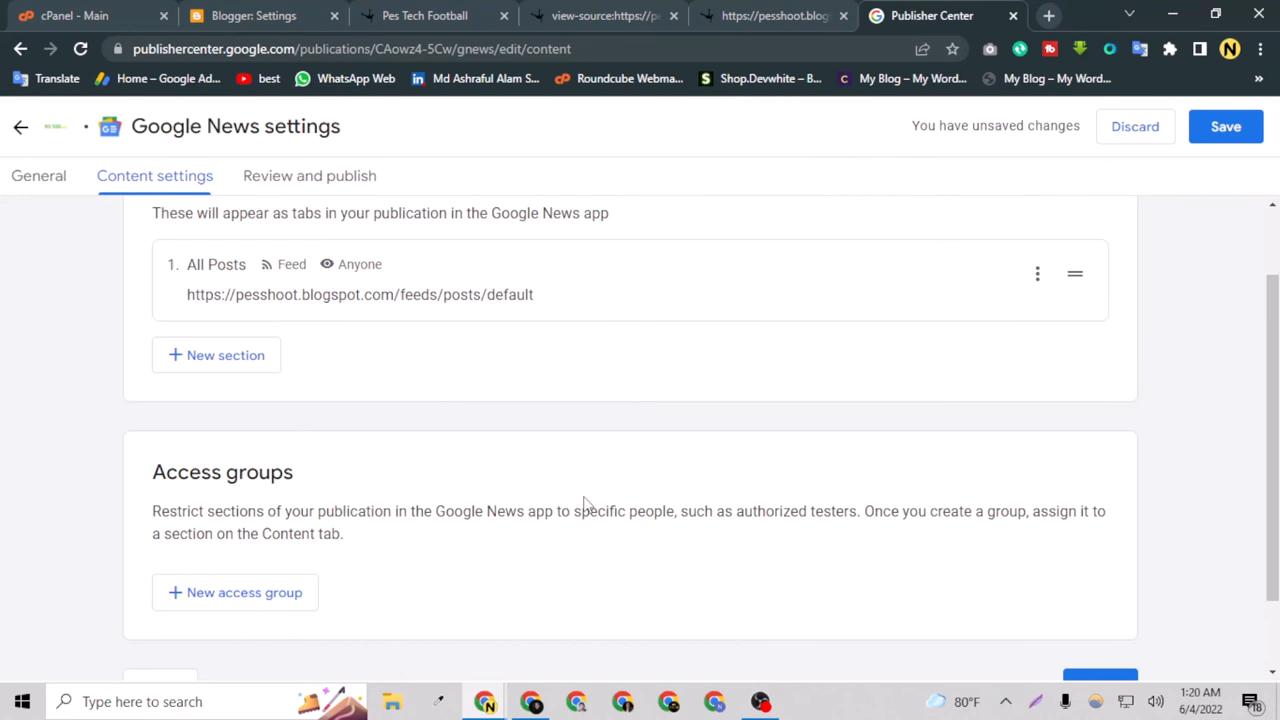 cPanel - Main
Blogger: Settings
Pes Tech Football
view-source:https://pe
https://pesshoot.blog
Publisher Center
publishercenter.google.com/publications/CAowz4-5Cw/gnews/edit/content
Translate
Home – Google Ad...
best
WhatsApp Web
Md Ashraful Alam S...
Roundcube Webma...
Shop.Devwhite – B...
My Blog – My Word...
My Blog – My Word...
Google News settings
You have unsaved changes
Discard
Save
General
Content settings
Review and publish
These will appear as tabs in your publication in the Google News app
1. All Posts Feed Anyone
https://pesshoot.blogspot.com/feeds/posts/default
+ New section
Access groups
Restrict sections of your publication in the Google News app to specific people, such as authorized testers. Once you create a group, assign it to
a section on the Content tab.
+ New access group
Type here to search
80°F
1:20 AM
6/4/2022
18